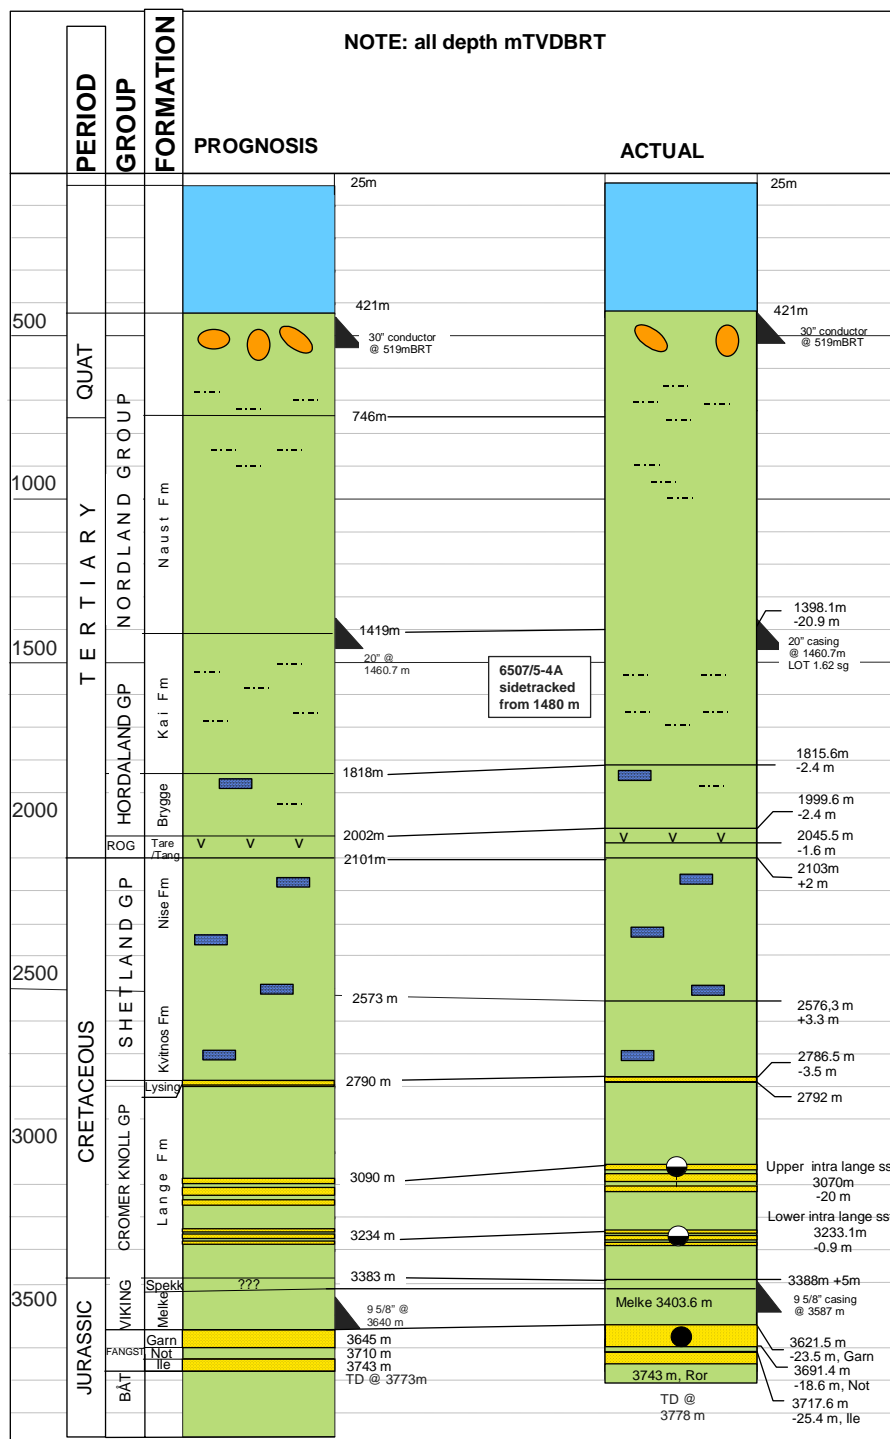 NOTE: all depth mTVDBRT
PERIOD
GROUP
FORMATION
PROGNOSIS
ACTUAL
25m
25m
421m
421m
500
30" conductor
@ 519mBRT
30" conductor
@ 519mBRT
QUAT
746m
NORDLAND GROUP
1000
TERTIARY
Naust Fm
1419m
1398.1m
-20.9 m
1500
20" @
1460.7 m
20" casing
@ 1460.7m
LOT 1.62 sg
6507/5-4A
sidetracked
from 1480 m
HORDALAND GP
Kai Fm
1818m
1815.6m
-2.4 m
2000
Brygge
1999.6 m
-2.4 m
2002m
ROG
Tare
/Tang
V V V
V V V
2045.5 m
-1.6 m
2101m
2103m
+2 m
SHETLAND GP
Nise Fm
2500
2573 m
2576,3 m
+3.3 m
CRETACEOUS
Kvitnos Fm
2790 m
2786.5 m
-3.5 m
Lysing
2792 m
3000
CROMER KNOLL GP
Lange Fm
3090 m
Upper intra lange ss
3070m
-20 m
3234 m
Lower intra lange ss
3233.1m
-0.9 m
3383 m
3388m +5m
3500
VIKING
Spekk
???
Melke
9 5/8" @
3640 m
Melke 3403.6 m
9 5/8" casing
@ 3587 m
JURASSIC
FANGST
Garn
3645 m
3621.5 m
-23.5 m, Garn
Not
3710 m
3691.4 m
-18.6 m, Not
Ile
3743 m
3717.6 m
-25.4 m, Ile
BÅT
TD @ 3773m
3743 m, Ror
TD @
3778 m